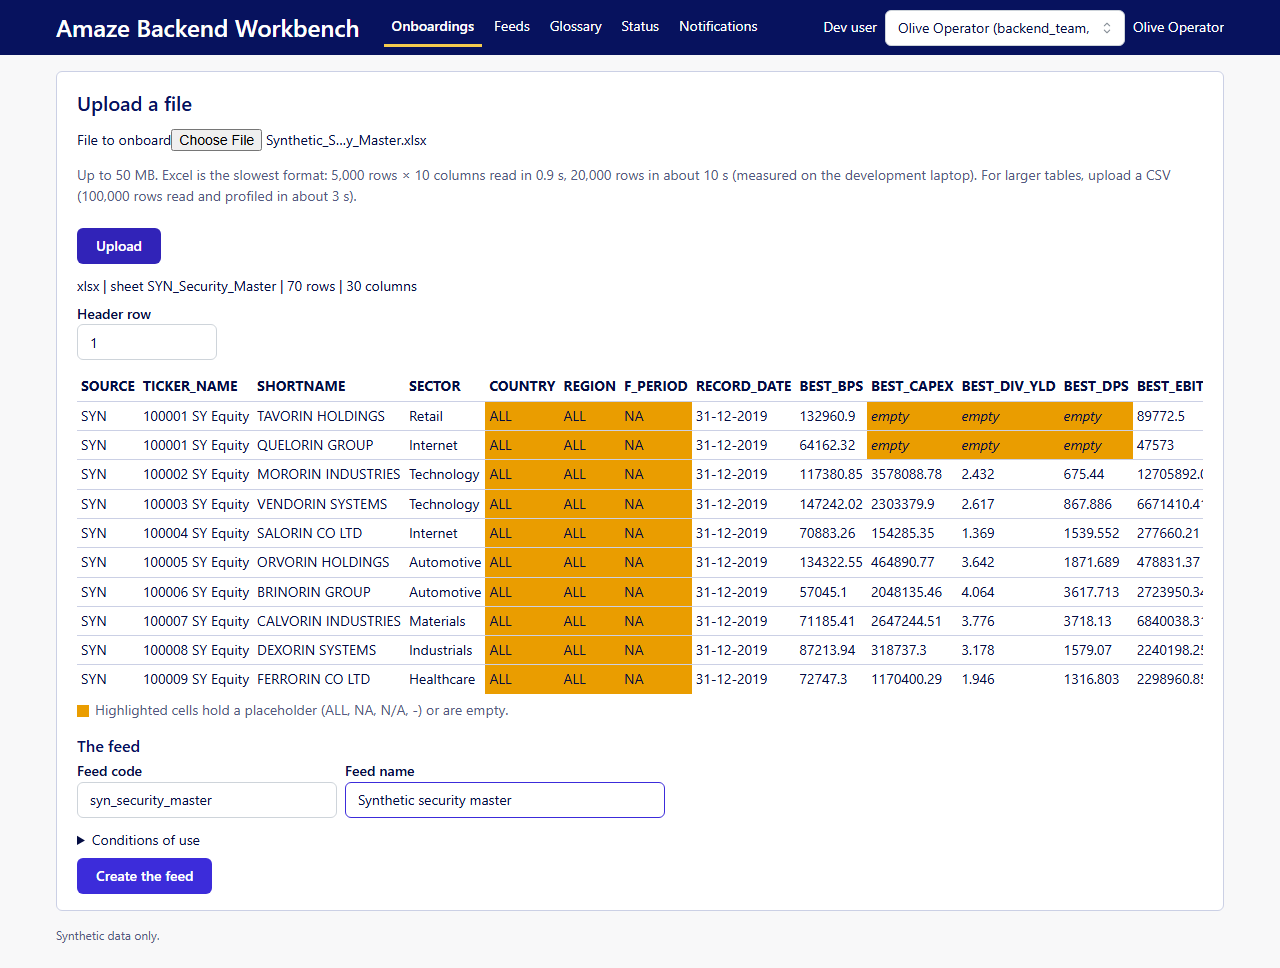 Amaze Backend Workbench Onboardings Feeds Glossary Status Notifications Dev user Olive Operator (backend_team, Olive Operator
Upload a file
File to onboard Choose File Synthetic_S...y_Master.xlsx
Up to 50 MB. Excel is the slowest format: 5,000 rows × 10 columns read in 0.9 s, 20,000 rows in about 10 s (measured on the development laptop). For larger tables, upload a CSV
(100,000 rows read and profiled in about 3 s).
Upload
xlsx | sheet SYN_Security_Master | 70 rows | 30 columns
Header row
1
SOURCE TICKER_NAME SHORTNAME SECTOR COUNTRY REGION F_PERIOD RECORD_DATE BEST_BPS BEST_CAPEX BEST_DIV_YLD BEST_DPS BEST_EBIT
SYN 100001 SY Equity TAVORIN HOLDINGS Retail ALL ALL NA 31-12-2019 132960.9 empty empty empty 89772.5
SYN 100001 SY Equity QUELORIN GROUP Internet ALL ALL NA 31-12-2019 64162.32 empty empty empty 47573
SYN 100002 SY Equity MORORIN INDUSTRIES Technology ALL ALL NA 31-12-2019 117380.85 3578088.78 2.432 675.44 12705892.0
SYN 100003 SY Equity VENDORIN SYSTEMS Technology ALL ALL NA 31-12-2019 147242.02 2303379.9 2.617 867.886 6671410.41
SYN 100004 SY Equity SALORIN CO LTD Internet ALL ALL NA 31-12-2019 70883.26 154285.35 1.369 1539.552 277660.21
SYN 100005 SY Equity ORVORIN HOLDINGS Automotive ALL ALL NA 31-12-2019 134322.55 464890.77 3.642 1871.689 478831.37
SYN 100006 SY Equity BRINORIN GROUP Automotive ALL ALL NA 31-12-2019 57045.1 2048135.46 4.064 3617.713 2723950.34
SYN 100007 SY Equity CALVORIN INDUSTRIES Materials ALL ALL NA 31-12-2019 71185.41 2647244.51 3.776 3718.13 6840038.31
SYN 100008 SY Equity DEXORIN SYSTEMS Industrials ALL ALL NA 31-12-2019 87213.94 318737.3 3.178 1579.07 2240198.25
SYN 100009 SY Equity FERRORIN CO LTD Healthcare ALL ALL NA 31-12-2019 72747.3 1170400.29 1.946 1316.803 2298960.85
Highlighted cells hold a placeholder (ALL, NA, N/A, -) or are empty.
The feed
Feed code Feed name
syn_security_master Synthetic security master
Conditions of use
Create the feed
Synthetic data only.